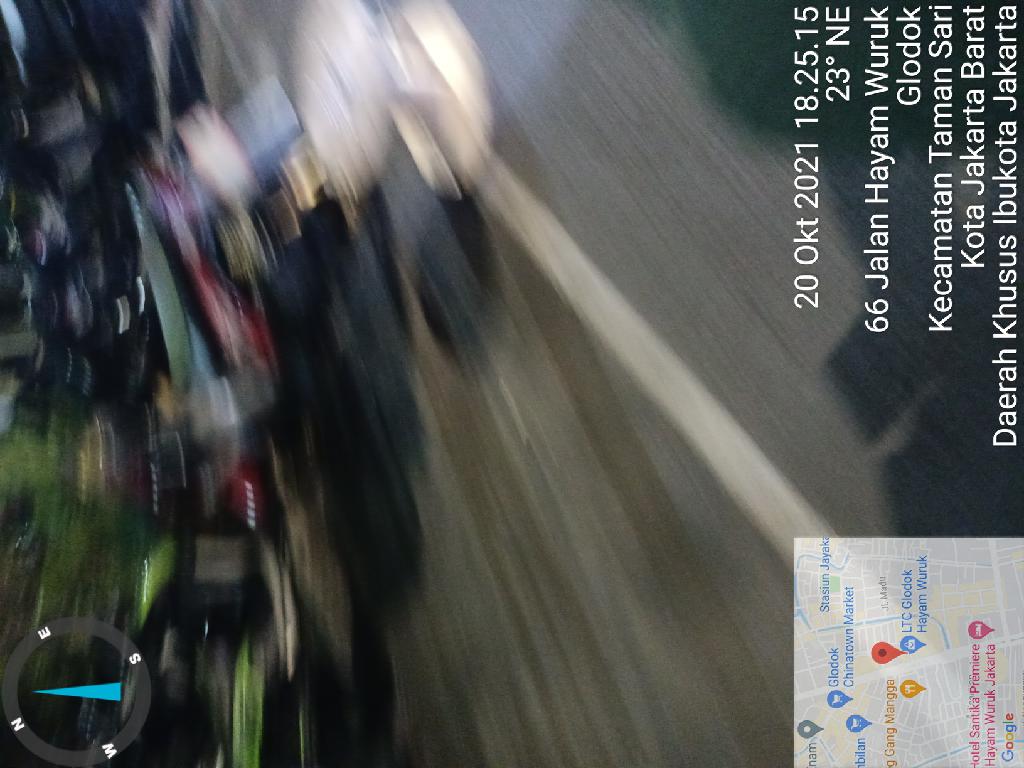 N
E
W
S
20 Okt 2021 18.25.15
23° NE
66 Jalan Hayam Wuruk
Glodok
Kecamatan Taman Sari
Kota Jakarta Barat
Daerah Khusus Ibukota Jakarta
Glodok
Chinatown Market
Stasiun Jayaka
Gang Mangga
Jl. Madu
LTC Glodok
Hayam Wuruk
Hotel Santika Premiere
Hayam Wuruk Jakarta
Google